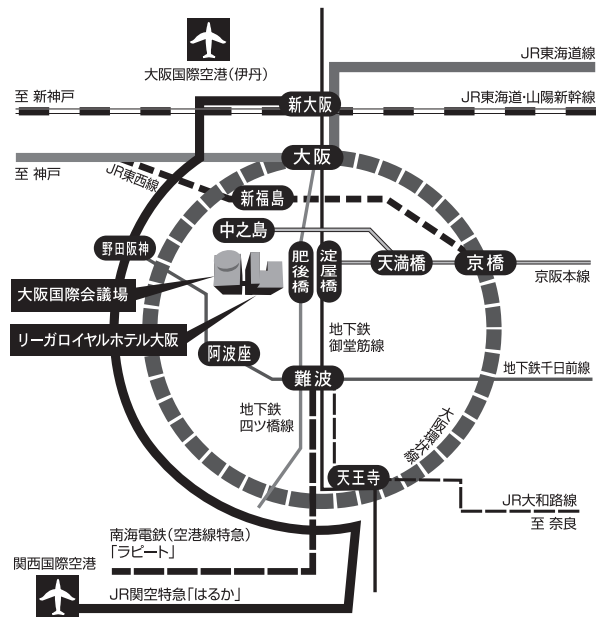 JR東海道線
大阪国際空港(伊丹)
至 新神戸
新大阪
JR東海道・山陽新幹線
大阪
至 神戸
JR東西線
新福島
中之島
野田阪神
肥後橋
淀屋橋
天満橋
京橋
京阪本線
大阪国際会議場
リーガロイヤルホテル大阪
地下鉄
御堂筋線
阿波座
難波
地下鉄千日前線
地下鉄
四ツ橋線
大阪環状線
天王寺
JR大和路線
至 奈良
南海電鉄(空港線特急)
「ラピート」
関西国際空港
JR関空特急「はるか」